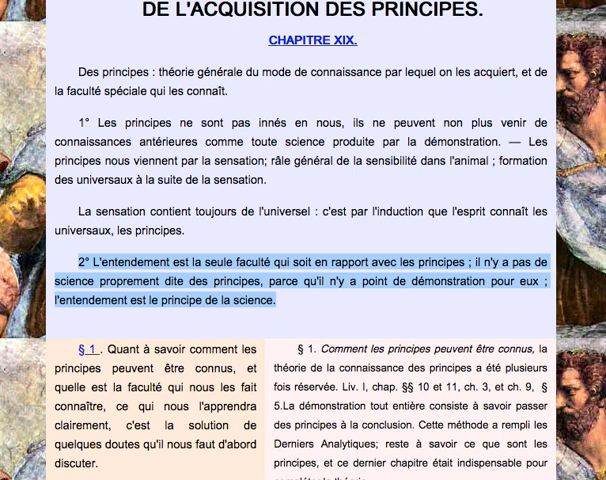 DE L'ACQUISITION DES PRINCIPES.
CHAPITRE XIX.
Des principes : théorie générale du mode de connaissance par lequel on les acquiert, et de
la faculté spéciale qui les connaît.
1° Les principes ne sont pas innés en nous, ils ne peuvent non plus venir de
connaissances antérieures comme toute science produite par la démonstration. — Les
principes nous viennent par la sensation; râle général de la sensibilité dans l'animal ; formation
des universaux à la suite de la sensation.
La sensation contient toujours de l'universel : c'est par l'induction que l'esprit connaît les
universaux, les principes.
2° L'entendement est la seule faculté qui soit en rapport avec les principes ; il n'y a pas de
science proprement dite des principes, parce qu'il n'y a point de démonstration pour eux ;
l'entendement est le principe de la science.
§ 1 . Quant à savoir comment les
principes peuvent être connus, et
quelle est la faculté qui nous les fait
connaître, ce qui nous l'apprendra
clairement, c'est la solution de
quelques doutes qu'il nous faut d'abord
discuter.
§ 1. Comment les principes peuvent être connus, la
théorie de la connaissance des principes a été plusieurs
fois réservée. Liv. I, chap. §§ 10 et 11, ch. 3, et ch. 9, §
5.La démonstration tout entière consiste à savoir passer
des principes à la conclusion. Cette méthode a rempli les
Derniers Analytiques; reste à savoir ce que sont les
principes, et ce dernier chapitre était indispensable pour